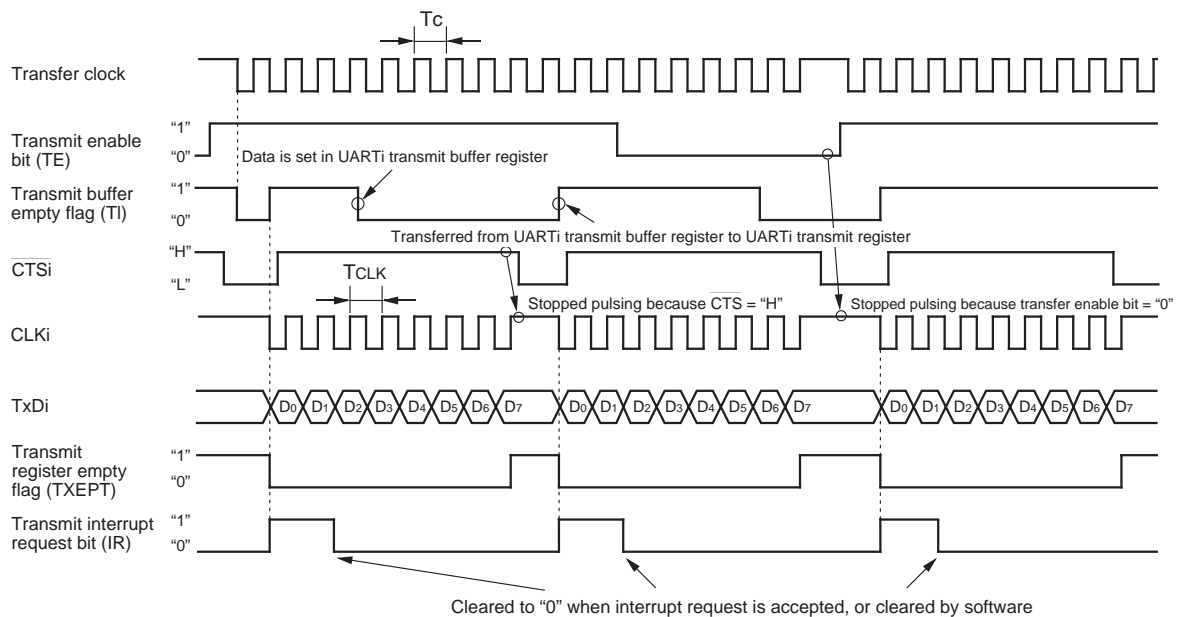 Tc
Transfer clock
Transmit enable
bit (TE)
“1”
“0”
Data is set in UARTi transmit buffer register
Transmit buffer
empty flag (TI)
“1”
“0”
Transferred from UARTi transmit buffer register to UARTi transmit register
CTSi
“H”
“L”
TCLK
Stopped pulsing because CTS = “H”
Stopped pulsing because transfer enable bit = “0”
CLKi
TxDi
D0 D1 D2 D3 D4 D5 D6 D7 D0 D1 D2 D3 D4 D5 D6 D7 D0 D1 D2 D3 D4 D5 D6 D7
Transmit
register empty
flag (TXEPT)
“1”
“0”
Transmit interrupt
request bit (IR)
“1”
“0”
Cleared to “0” when interrupt request is accepted, or cleared by software